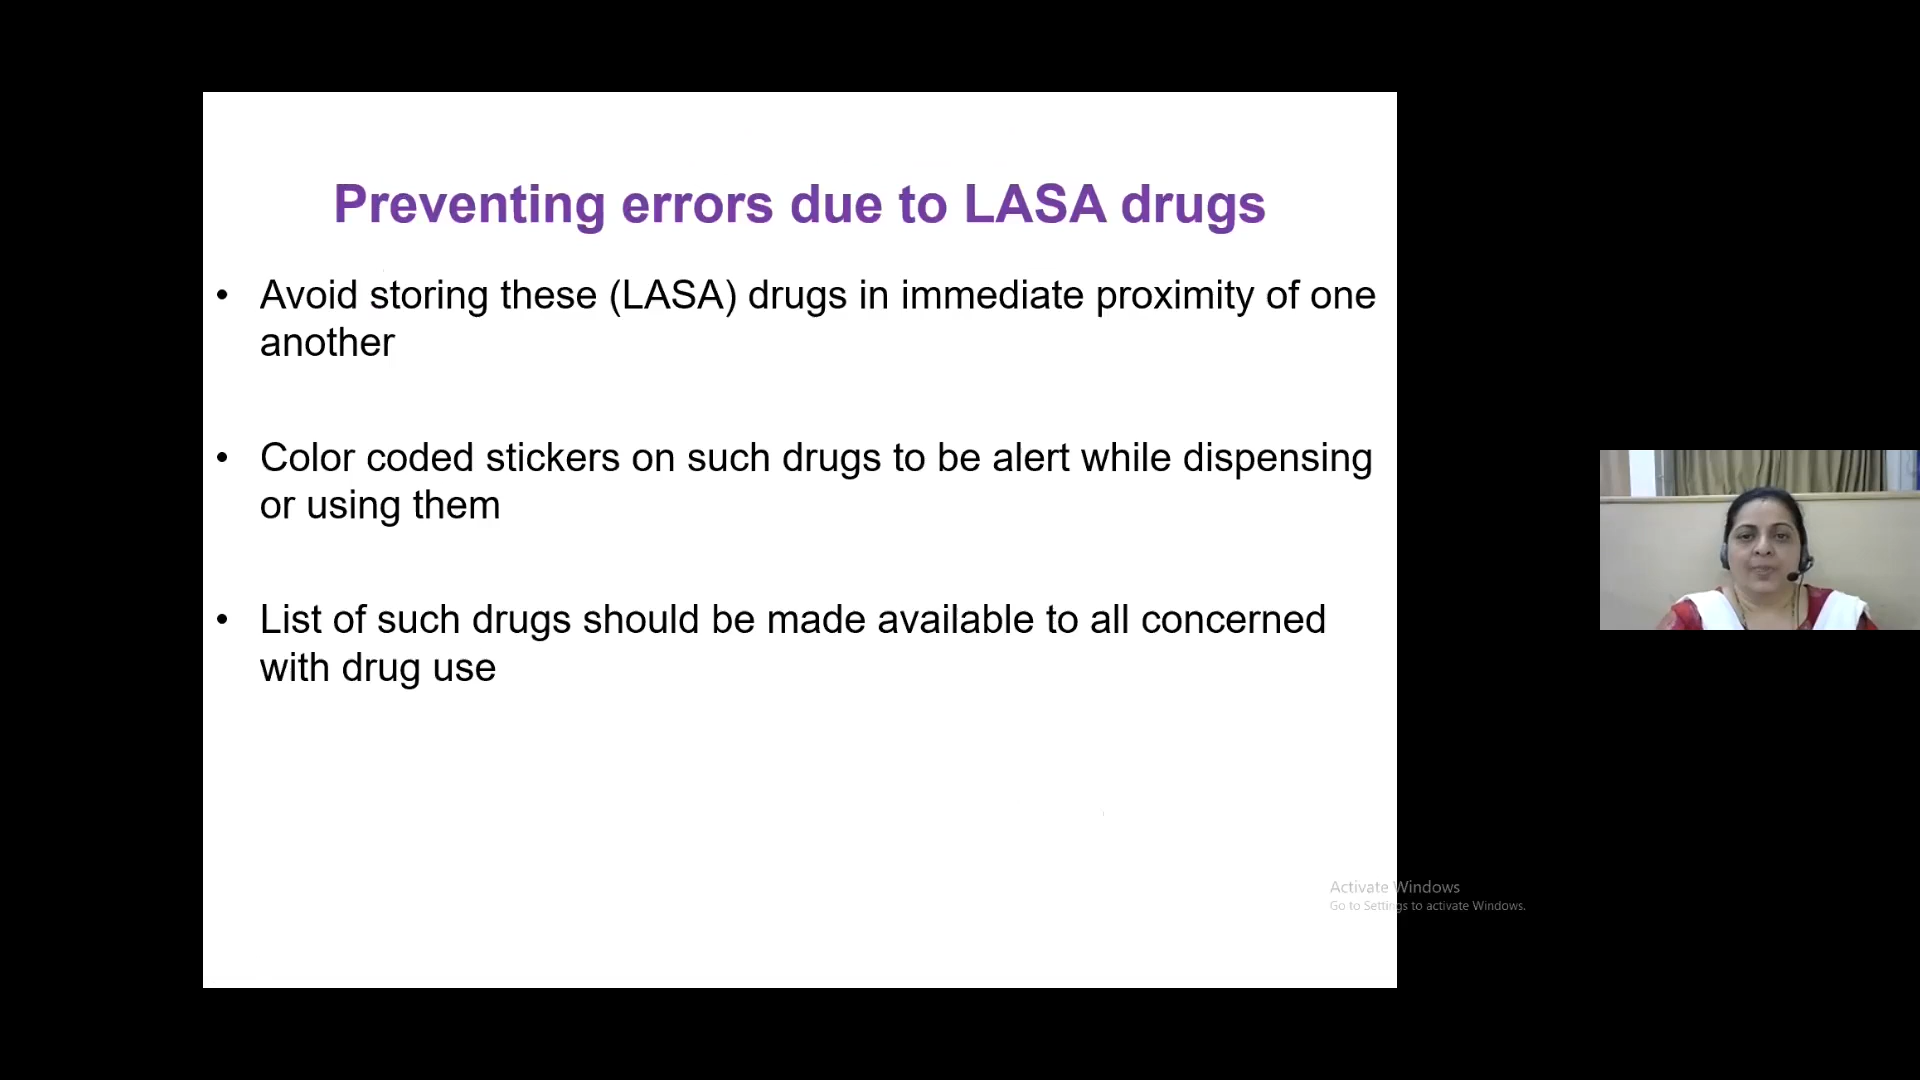 Preventing errors due to LASA drugs
• Avoid storing these (LASA) drugs in immediate proximity of one
another
• Color coded stickers on such drugs to be alert while dispensing
or using them
• List of such drugs should be made available to all concerned
with drug use
Activate Windows
Go to Settings to activate Windows.